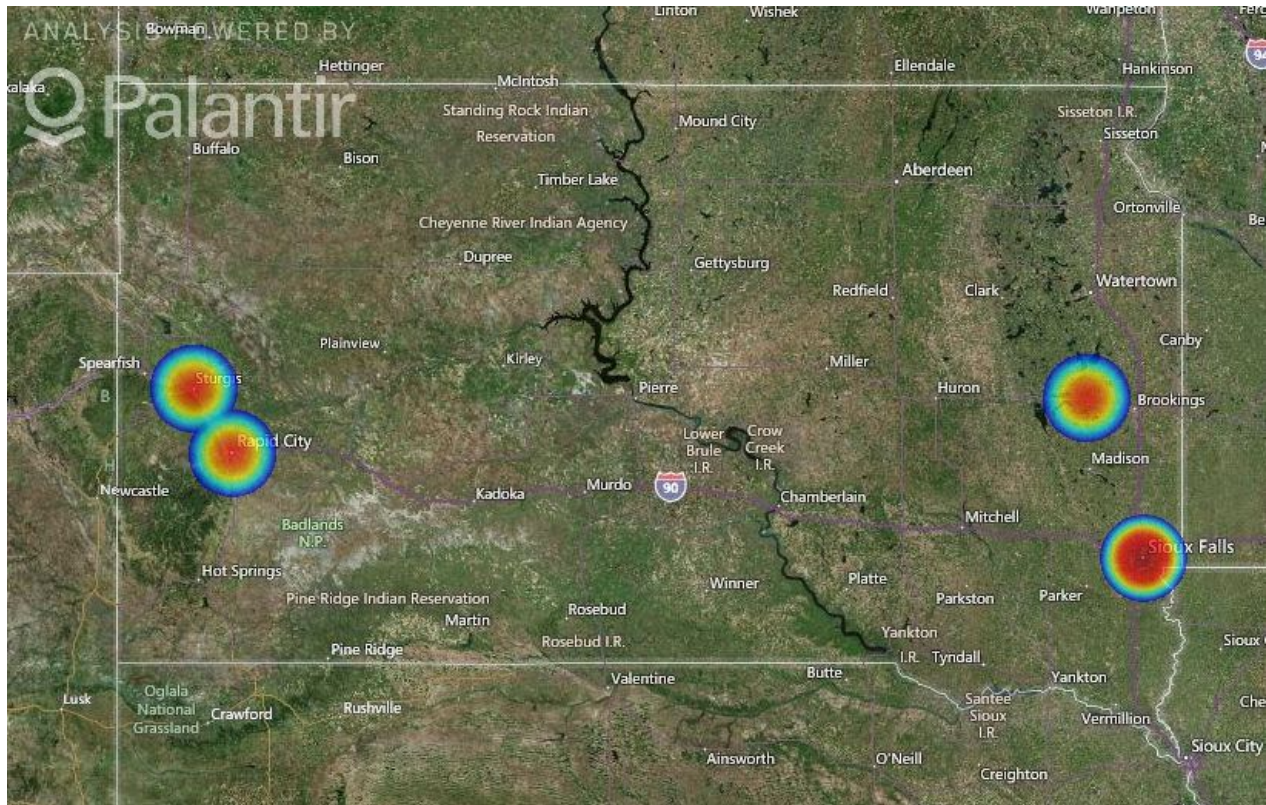 Linton
Wishek
Wahpeton
ANALYSIS POWERED BY
Bowman
94
Hettinger
Ellendale
Hankinson
McIntosh
Palantir
Standing Rock Indian
Reservation
Mound City
Sisseton I.R.
Sisseton
Buffalo
Bison
Timber Lake
Aberdeen
Ortonville
Cheyenne River Indian Agency
Dupree
Gettysburg
Redfield
Clark
Watertown
Plainview
Kirley
Canby
Spearfish
Sturgis
Miller
Pierre
Huron
Brookings
B
Rapid City
Lower
Brule
I.R.
Crow
Creek
I.R.
Madison
H
Newcastle
Kadoka
Murdo
90
Chamberlain
Mitchell
Badlands
N.P.
Sioux Falls
Hot Springs
Winner
Platte
Pine Ridge Indian Reservation
Parkston
Parker
Martin
Rosebud
Rosebud I.R.
Yankton
I.R.
Tyndall
Sioux
Pine Ridge
Valentine
Butte
Yankton
Oglala
National
Grassland
Lusk
Crawford
Rushville
Santee
Sioux
I.R.
Vermillion
Sioux City
Ainsworth
O'Neill
Creighton